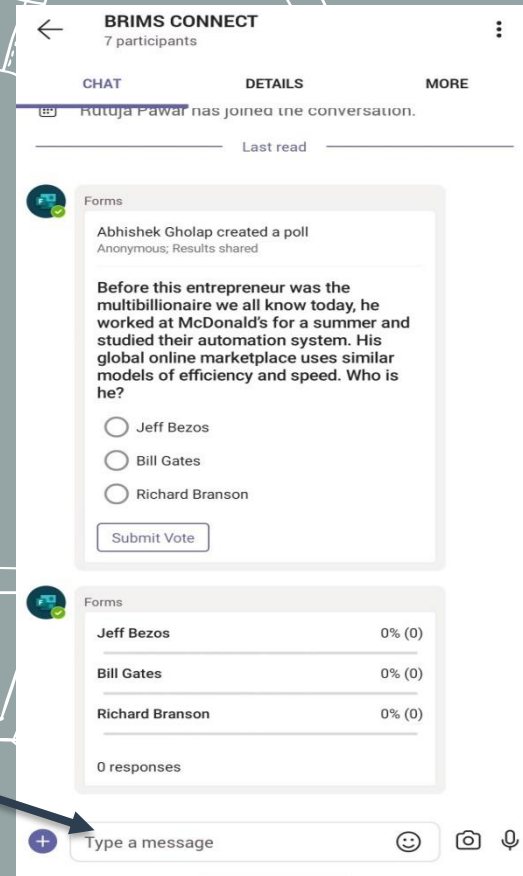 BRIMS CONNECT
7 participants
CHAT DETAILS MORE
Rutuja Pawar has joined the conversation.
Last read
Forms
Abhishek Gholap created a poll
Anonymous; Results shared
Before this entrepreneur was the
multibillionaire we all know today, he
worked at McDonald's for a summer and
studied their automation system. His
global online marketplace uses similar
models of efficiency and speed. Who is
he?
Jeff Bezos
Bill Gates
Richard Branson
Submit Vote
Forms
Jeff Bezos 0% (0)
Bill Gates 0% (0)
Richard Branson 0% (0)
0 responses
Type a message